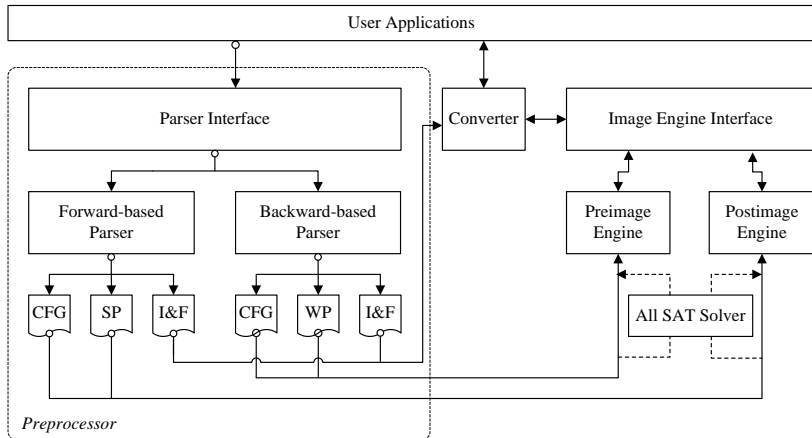 User Applications
Parser Interface
Converter
Image Engine Interface
Forward-based
Parser
Backward-based
Parser
Preimage
Engine
Postimage
Engine
CFG
SP
I&F
CFG
WP
I&F
All SAT Solver
Preprocessor